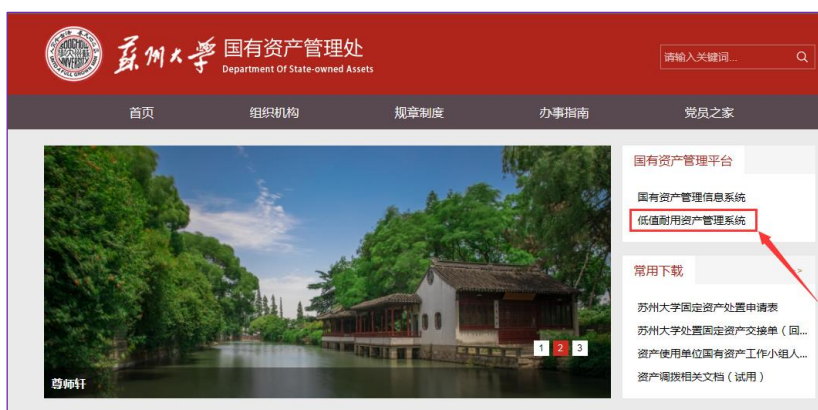 蘇州大學
国有资产管理处
Department Of State-owned Assets
请输入关键词...
首页 组织机构 规章制度 办事指南 党员之家
国有资产管理平台
国有资产管理信息系统
低值耐用资产管理系统
常用下载
>
苏州大学固定资产处置申请表
苏州大学处置固定资产交接单（回...
资产使用单位国有资产工作小组人...
资产调拨相关文档（试用）
尊师轩
1 2 3